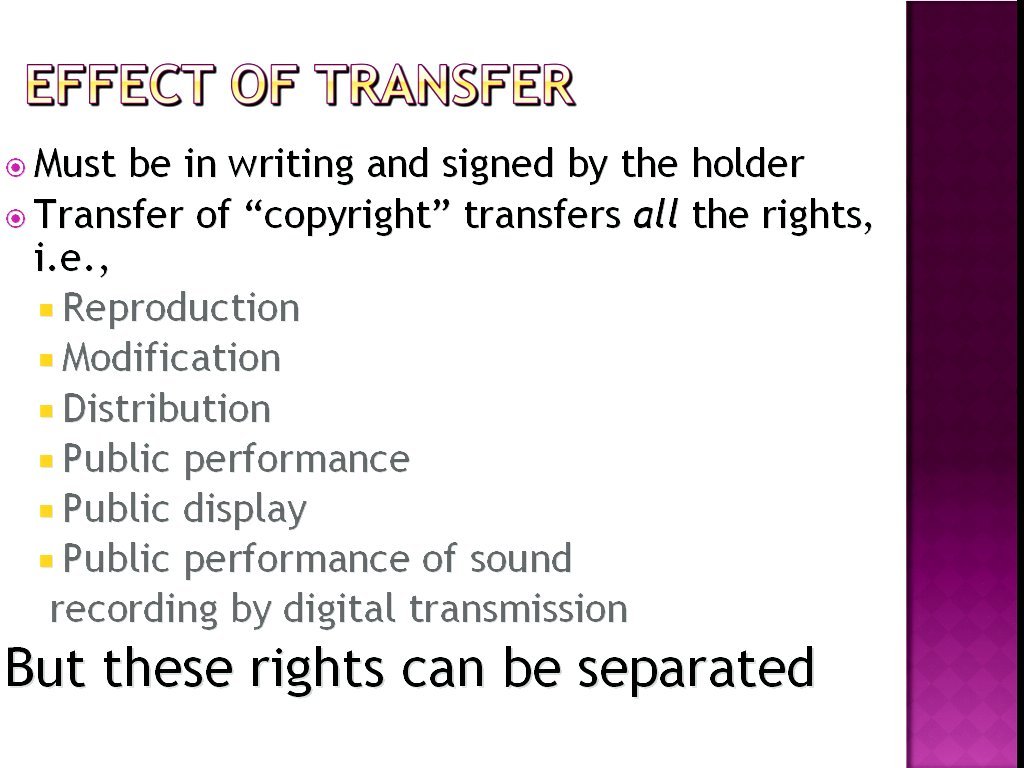 EFFECT OF TRANSFER
Must be in writing and signed by the holder
Transfer of “copyright” transfers all the rights,
i.e.,
Reproduction
Modification
Distribution
Public performance
Public display
Public performance of sound
recording by digital transmission
But these rights can be separated